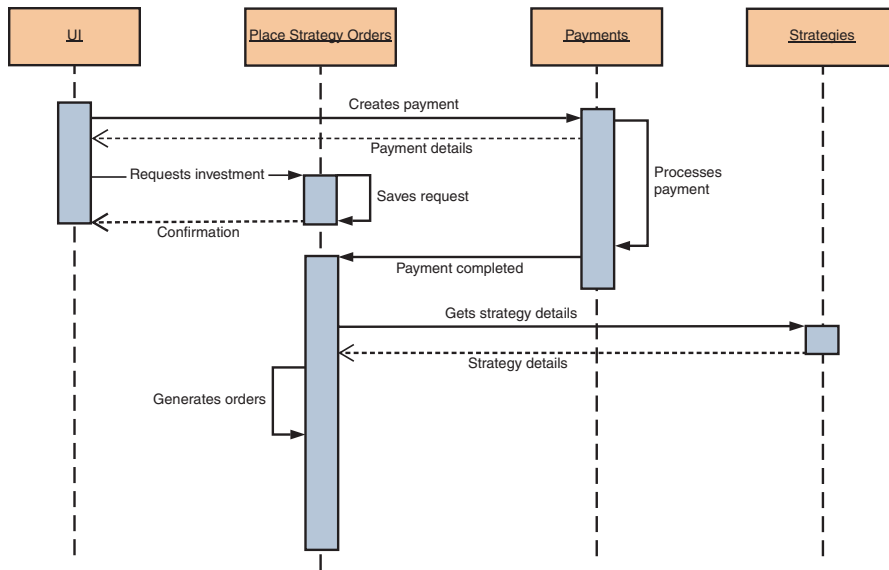 UI
Place Strategy Orders
Payments
Strategies
Creates payment
Payment details
Requests investment
Processes
payment
Saves request
Confirmation
Payment completed
Gets strategy details
Strategy details
Generates orders